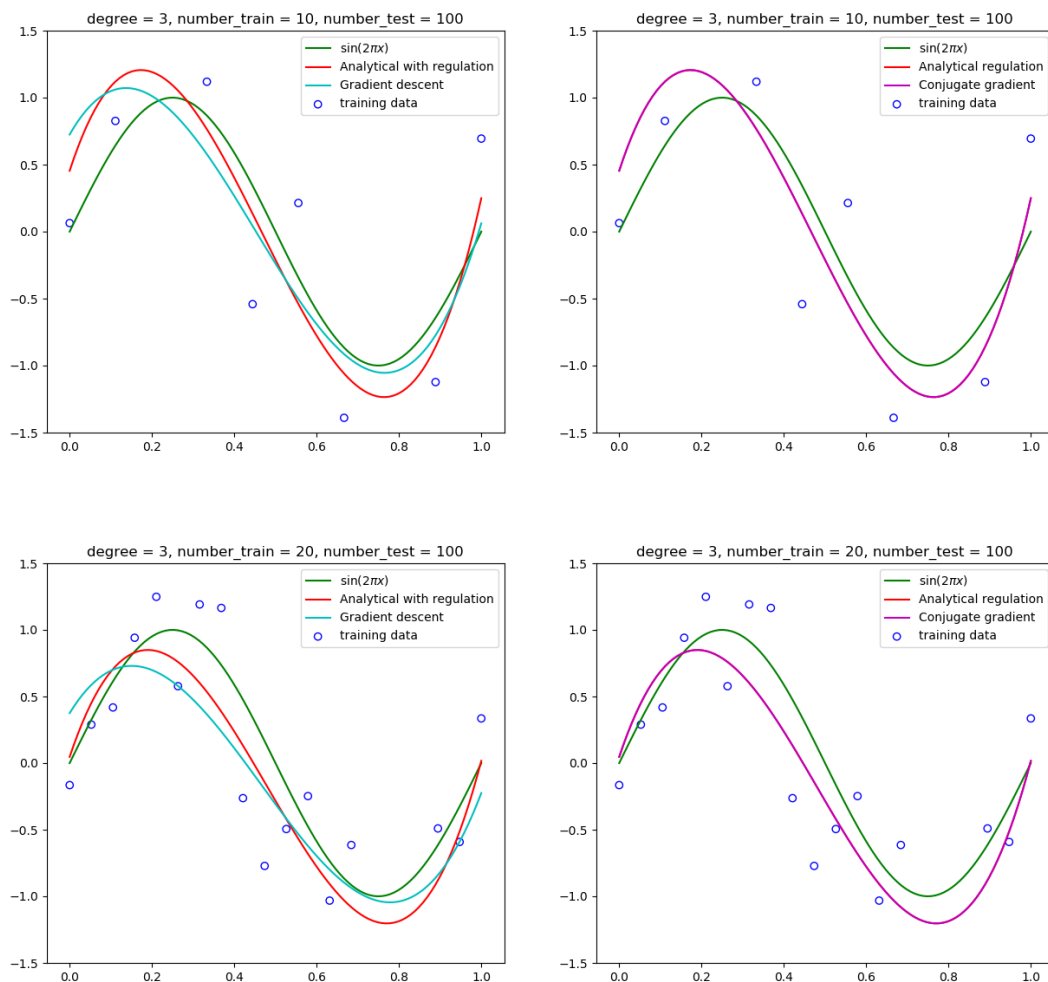 degree = 3, number_train = 10, number_test = 100
1.5
1.0
0.5
0.0
−0.5
−1.0
−1.5
0.0 0.2 0.4 0.6 0.8 1.0
sin(2πx)
Analytical with regulation
Gradient descent
training data
degree = 3, number_train = 10, number_test = 100
1.5
1.0
0.5
0.0
−0.5
−1.0
−1.5
0.0 0.2 0.4 0.6 0.8 1.0
sin(2πx)
Analytical regulation
Conjugate gradient
training data
degree = 3, number_train = 20, number_test = 100
1.5
1.0
0.5
0.0
−0.5
−1.0
−1.5
0.0 0.2 0.4 0.6 0.8 1.0
sin(2πx)
Analytical with regulation
Gradient descent
training data
degree = 3, number_train = 20, number_test = 100
1.5
1.0
0.5
0.0
−0.5
−1.0
−1.5
0.0 0.2 0.4 0.6 0.8 1.0
sin(2πx)
Analytical regulation
Conjugate gradient
training data